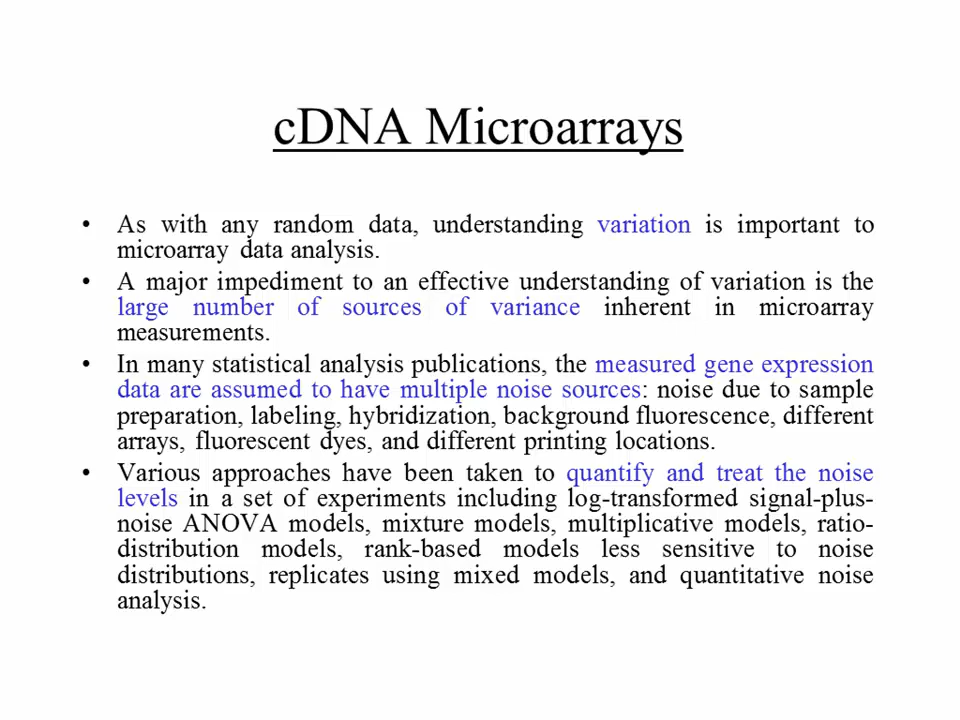 cDNA Microarrays
• As with any random data, understanding variation is important to
microarray data analysis.
• A major impediment to an effective understanding of variation is the
large number of sources of variance inherent in microarray
measurements.
• In many statistical analysis publications, the measured gene expression
data are assumed to have multiple noise sources: noise due to sample
preparation, labeling, hybridization, background fluorescence, different
arrays, fluorescent dyes, and different printing locations.
• Various approaches have been taken to quantify and treat the noise
levels in a set of experiments including log-transformed signal-plus-
noise ANOVA models, mixture models, multiplicative models, ratio-
distribution models, rank-based models less sensitive to noise
distributions, replicates using mixed models, and quantitative noise
analysis.